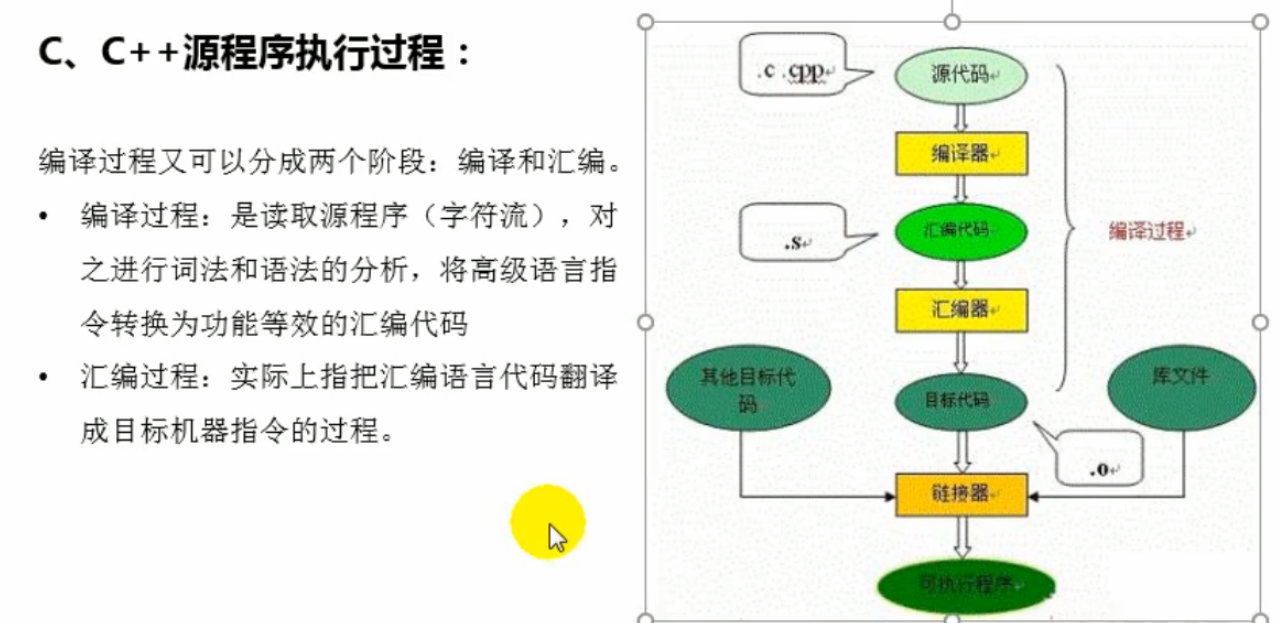 C、C++源程序执行过程：
编译过程又可以分成两个阶段：编译和汇编。
• 编译过程：是读取源程序（字符流），对
之进行词法和语法的分析，将高级语言指
令转换为功能等效的汇编代码
• 汇编过程：实际上指把汇编语言代码翻译
成目标机器指令的过程。
.c .cpp
源代码
编译器
.s
汇编代码
编译过程
汇编器
其他目标代
码
目标代码
库文件
.o
链接器
可执行程序